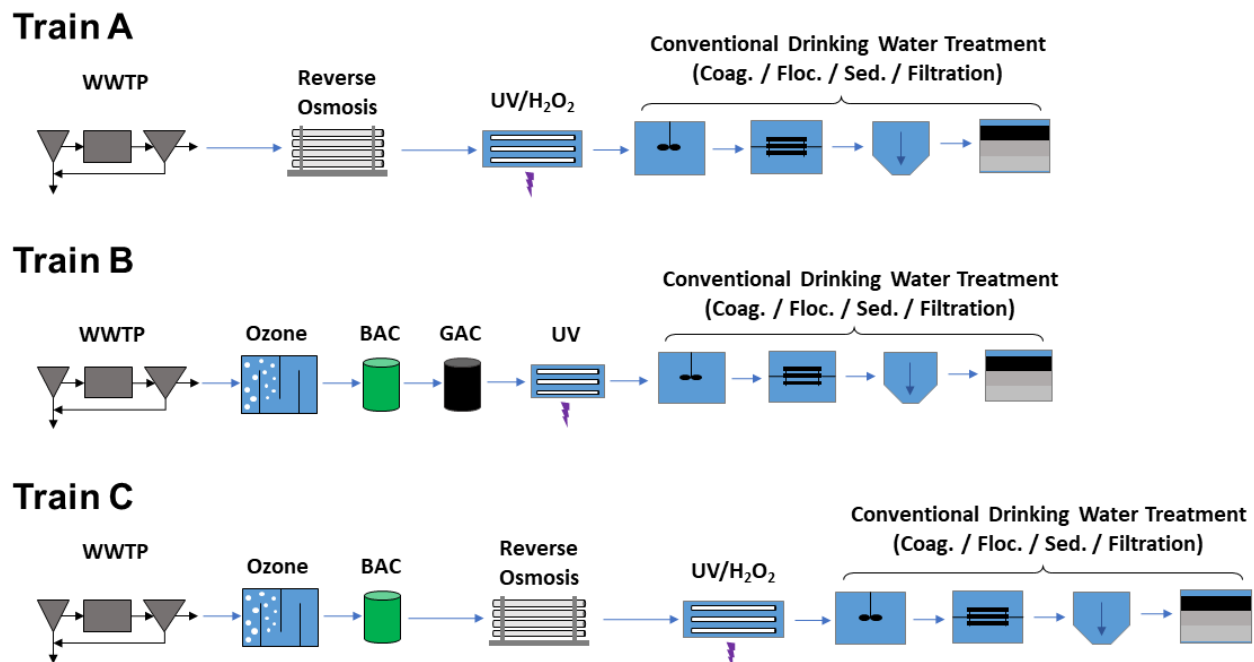 Train A
Conventional Drinking Water Treatment
(Coag. / Floc. / Sed. / Filtration)
WWTP
Reverse
Osmosis
UV/H₂O₂
Train B
Conventional Drinking Water Treatment
(Coag. / Floc. / Sed. / Filtration)
WWTP
Ozone
BAC
GAC
UV
Train C
Conventional Drinking Water Treatment
(Coag. / Floc. / Sed. / Filtration)
WWTP
Ozone
BAC
Reverse
Osmosis
UV/H₂O₂